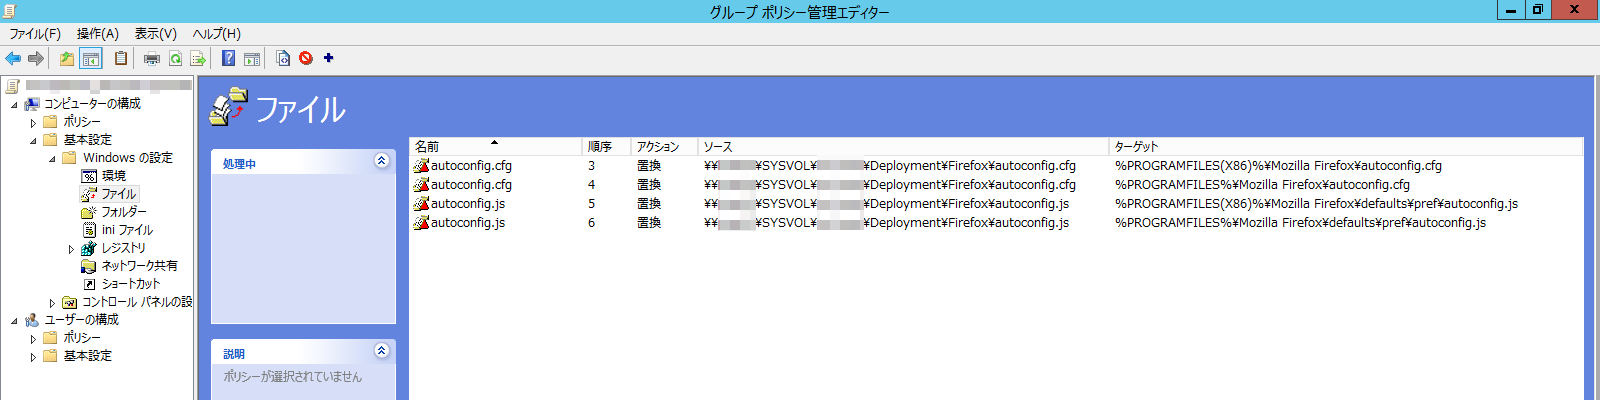 グループ ポリシー管理エディター
ファイル(F) 操作(A) 表示(V) ヘルプ(H)
コンピューターの構成
ポリシー
基本設定
Windows の設定
環境
ファイル
フォルダー
ini ファイル
レジストリ
ネットワーク共有
ショートカット
コントロール パネルの設
ユーザーの構成
ポリシー
基本設定
ファイル
処理中
説明
ポリシーが選択されていません
名前 順序 アクション ソース ターゲット
autoconfig.cfg 3 置換 ¥¥ ¥SYSVOL¥ ¥Deployment¥Firefox¥autoconfig.cfg %PROGRAMFILES(X86)%¥Mozilla Firefox¥autoconfig.cfg
autoconfig.cfg 4 置換 ¥¥ ¥SYSVOL¥ ¥Deployment¥Firefox¥autoconfig.cfg %PROGRAMFILES%¥Mozilla Firefox¥autoconfig.cfg
autoconfig.js 5 置換 ¥¥ ¥SYSVOL¥ ¥Deployment¥Firefox¥autoconfig.js %PROGRAMFILES(X86)%¥Mozilla Firefox¥defaults¥pref¥autoconfig.js
autoconfig.js 6 置換 ¥¥ ¥SYSVOL¥ ¥Deployment¥Firefox¥autoconfig.js %PROGRAMFILES%¥Mozilla Firefox¥defaults¥pref¥autoconfig.js